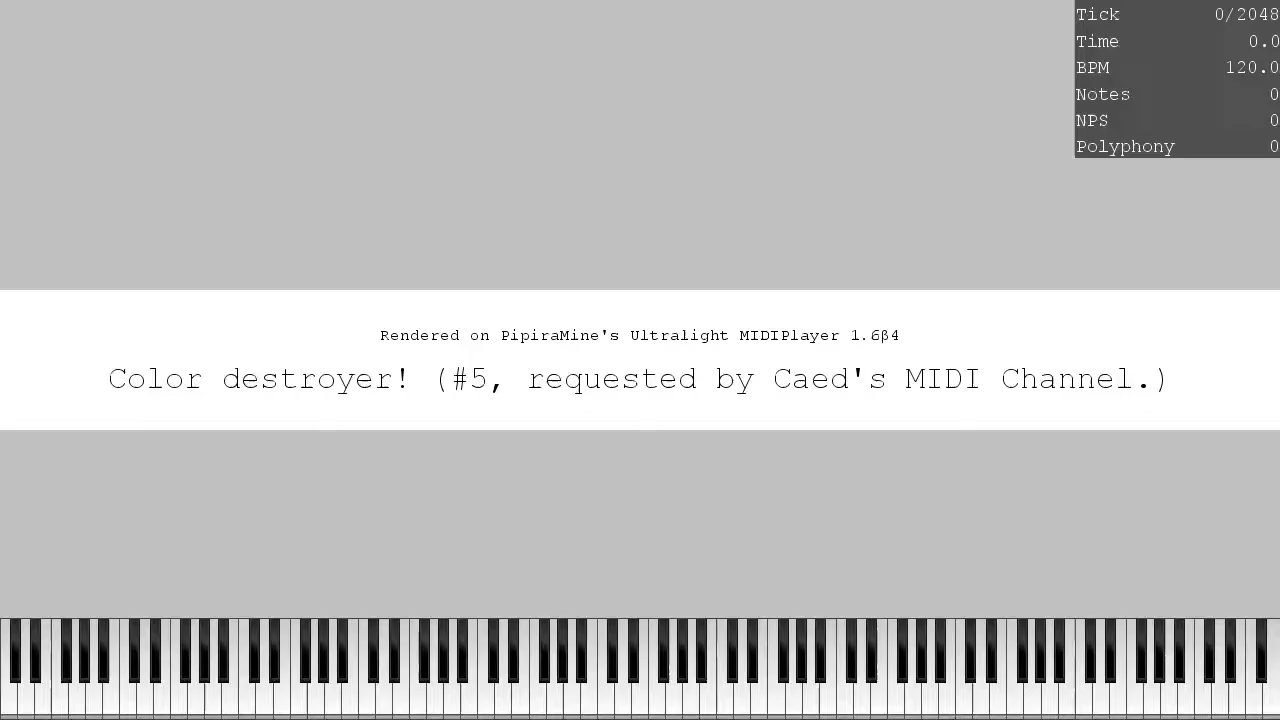 Tick 0/2048
Time 0.0
BPM 120.0
Notes 0
NPS 0
Polyphony 0
Rendered on PipiraMine's Ultralight MIDIPlayer 1.6β4
Color destroyer! (#5, requested by Caed's MIDI Channel.)